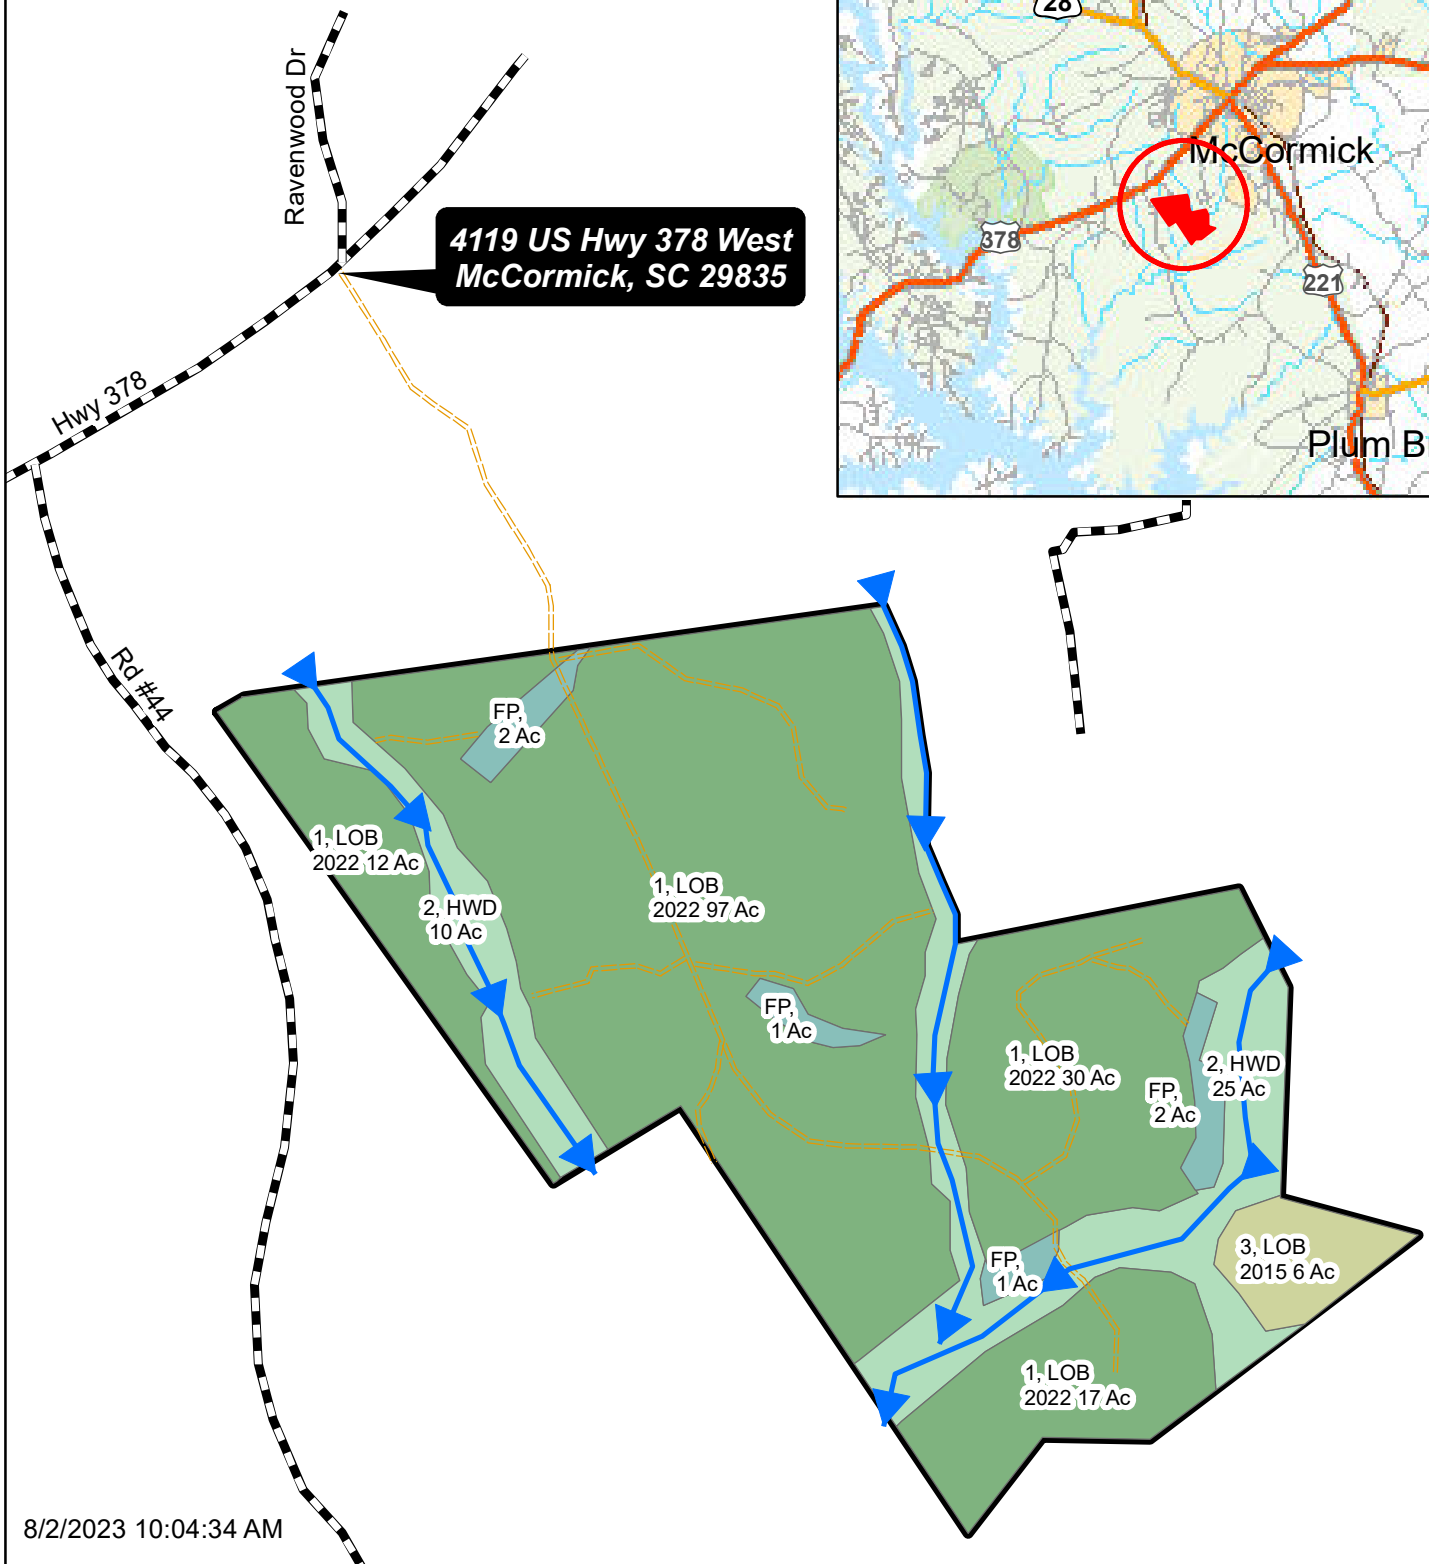 28
McCormick
378
221
Plum B
Ravenwood Dr
4119 US Hwy 378 West
McCormick, SC 29835
Hwy 378
Rd #44
FP,
2 Ac
1, LOB
2022 12 Ac
2, HWD
10 Ac
1, LOB
2022 97 Ac
FP,
1 Ac
1, LOB
2022 30 Ac
FP,
2 Ac
2, HWD
25 Ac
FP,
1 Ac
3, LOB
2015 6 Ac
1, LOB
2022 17 Ac
8/2/2023 10:04:34 AM